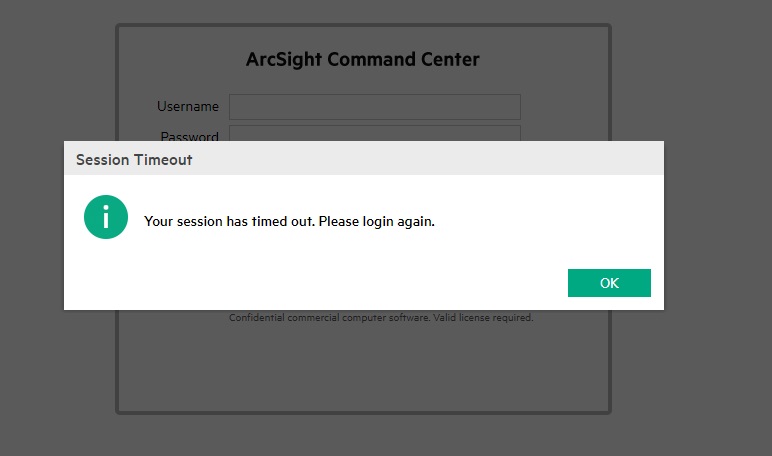 ArcSight Command Center
Username
Password
Session Timeout
i
Your session has timed out. Please login again.
OK
Confidential commercial computer software. Valid license required.